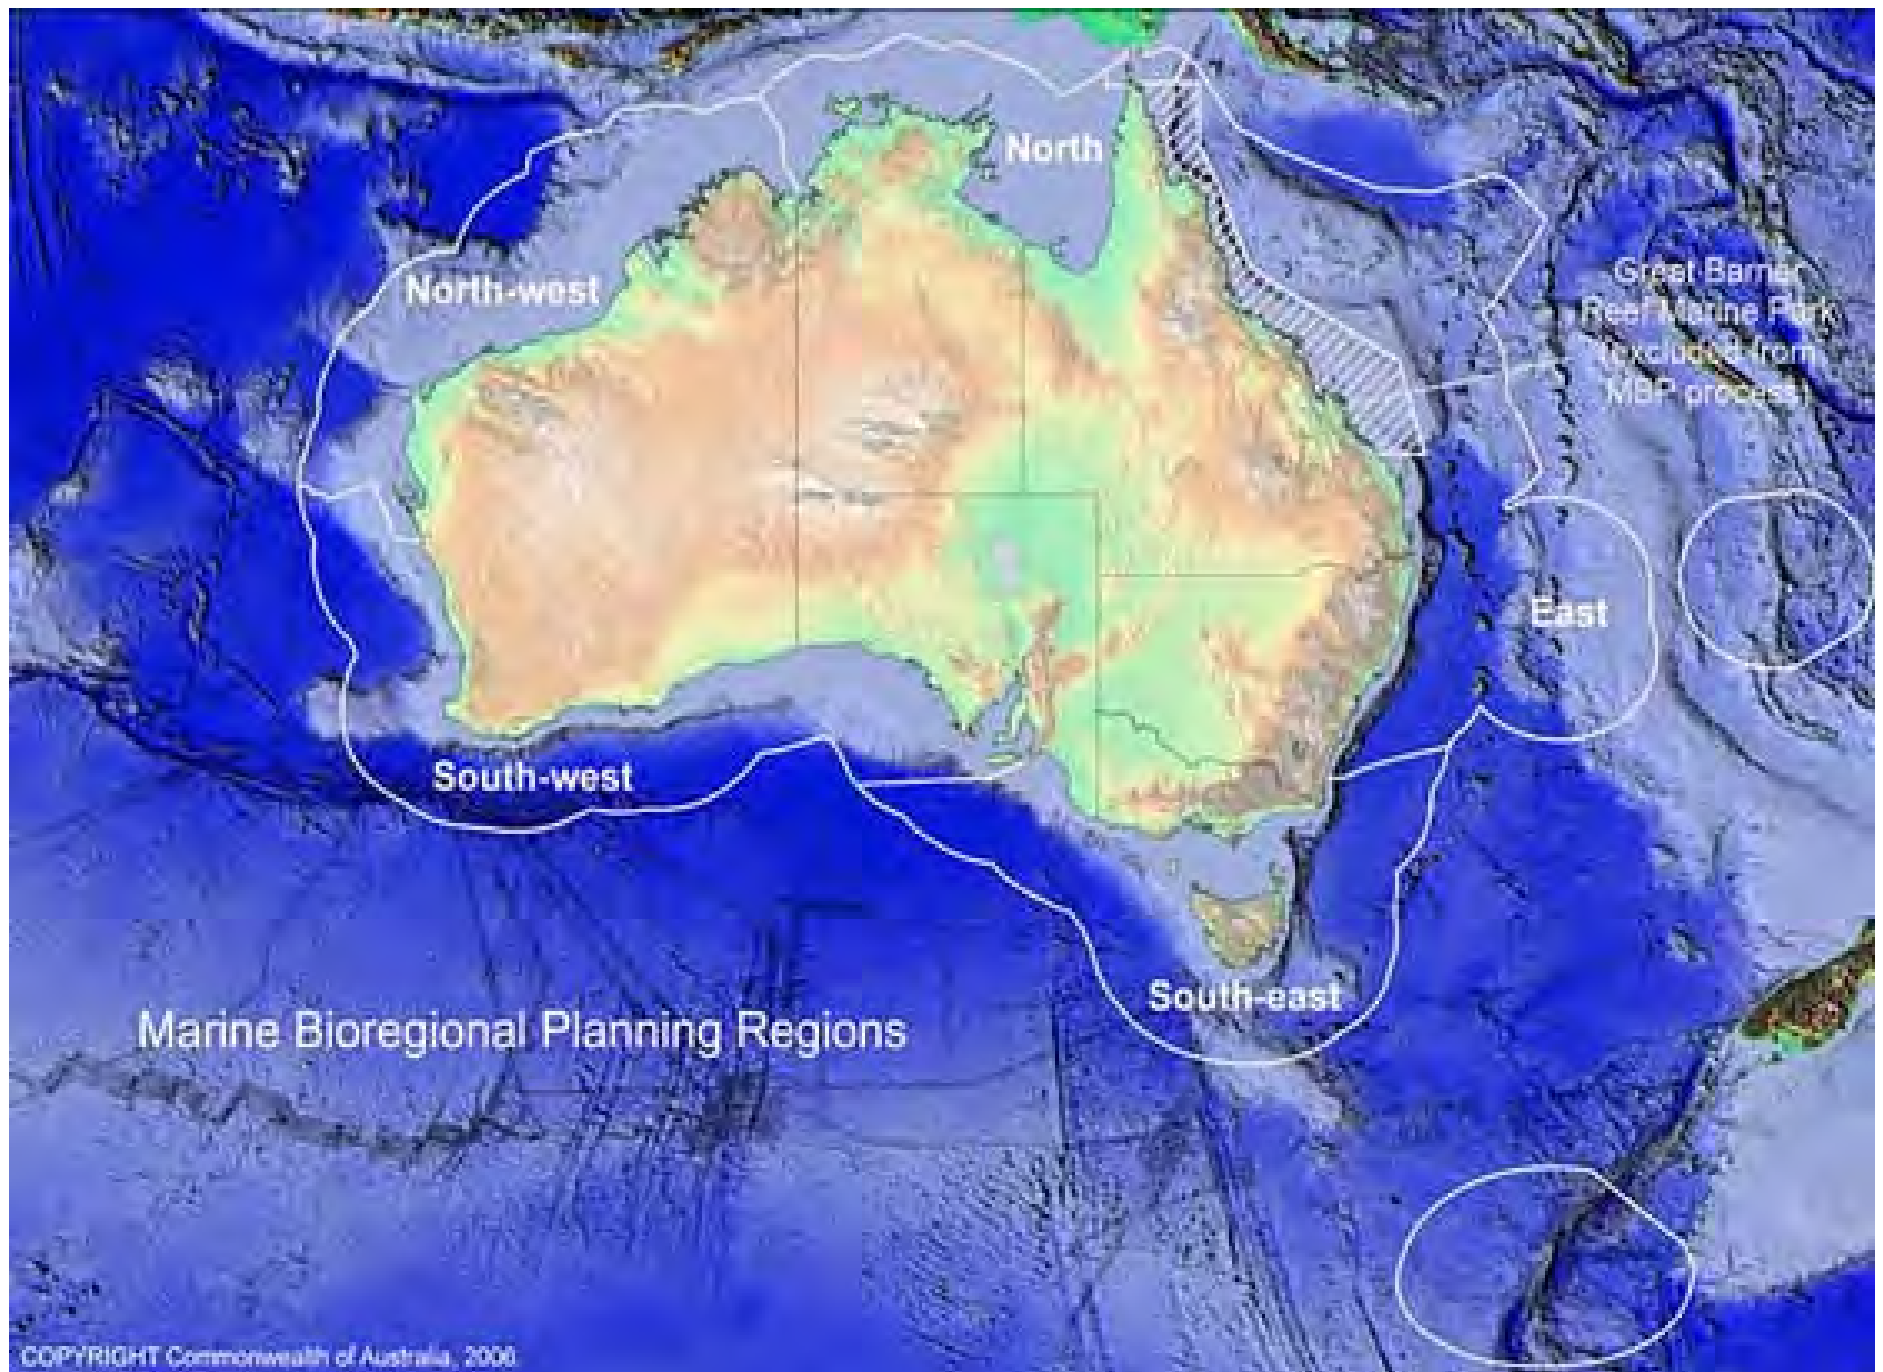 North
North-west
Great Barrier
Reef Marine Park
(excluded from
MBP process)
East
South-west
South-east
Marine Bioregional Planning Regions
COPYRIGHT Commonwealth of Australia, 2006